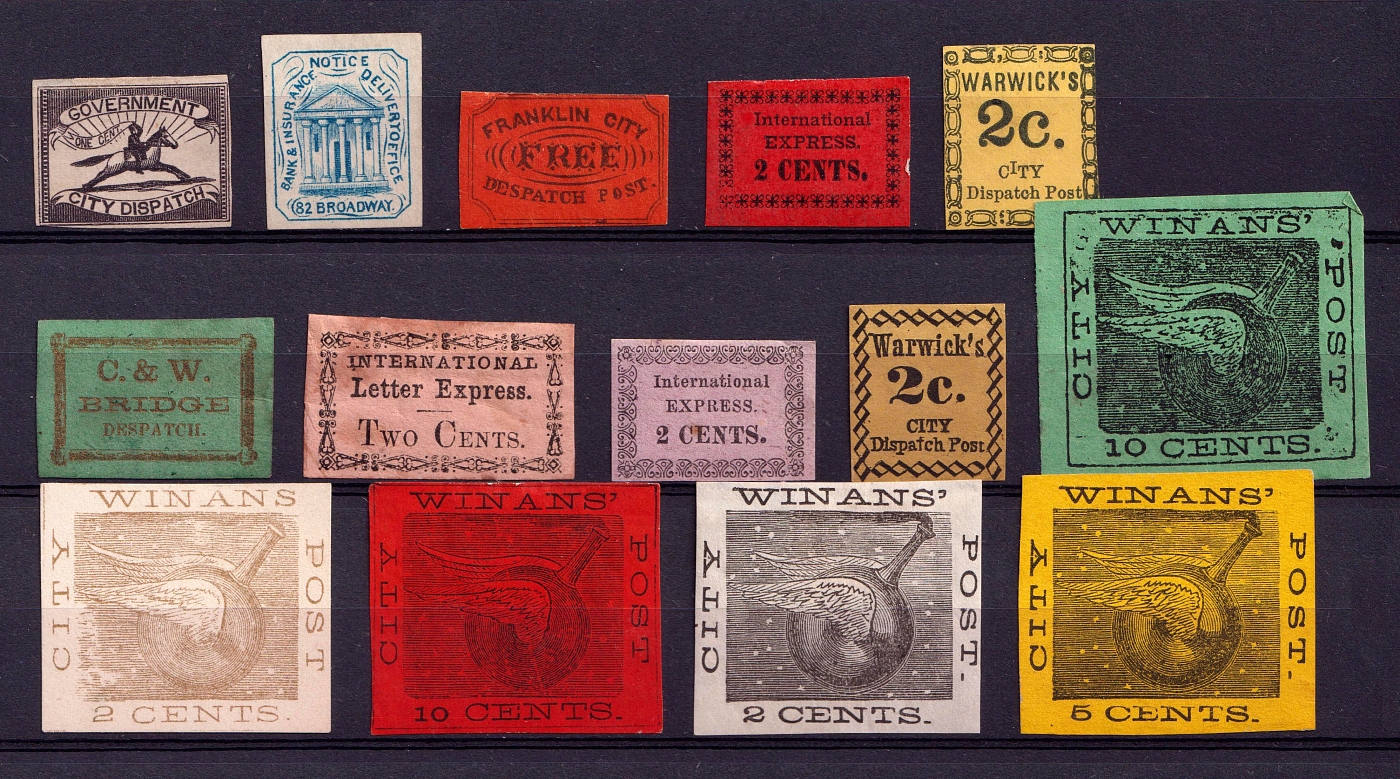 GOVERNMENT
ONE CENT
CITY DISPATCH
NOTICE
BANK & INSURANCE
DELIVERY TO OFFICE
82 BROADWAY.
FRANKLIN CITY
FREE
DESPATCH POST.
International
EXPRESS.
2 CENTS.
WARWICK'S
2c.
CITY
Dispatch Post
C. & W.
BRIDGE
DESPATCH.
INTERNATIONAL
Letter Express.
Two Cents.
International
EXPRESS.
2 CENTS.
Warwick's
2c.
CITY
Dispatch Post
WINANS'
CITY
POST
10 CENTS.
WINANS
CITY
POST
2 CENTS.
WINANS'
CITY
POST
10 CENTS.
WINANS'
CITY
POST.
2 CENTS.
WINANS'
CITY
POST.
5 CENTS.